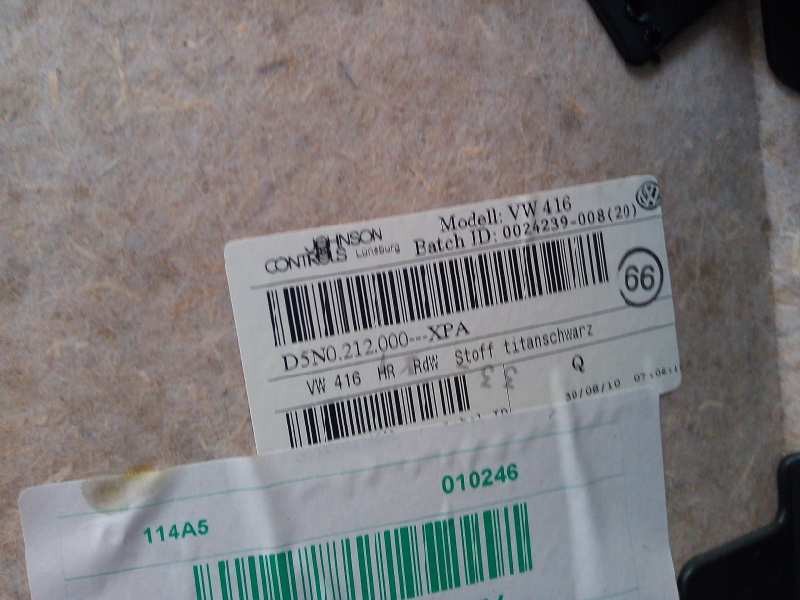 JOHNSON
CONTROLS Lüneburg
Modell: VW 416
Batch ID: 0024239-008(20)
66
D5N0.212.000---XPA
VW 416 HR RdW Stoff titanschwarz
Q
30/08/10
010246
114A5